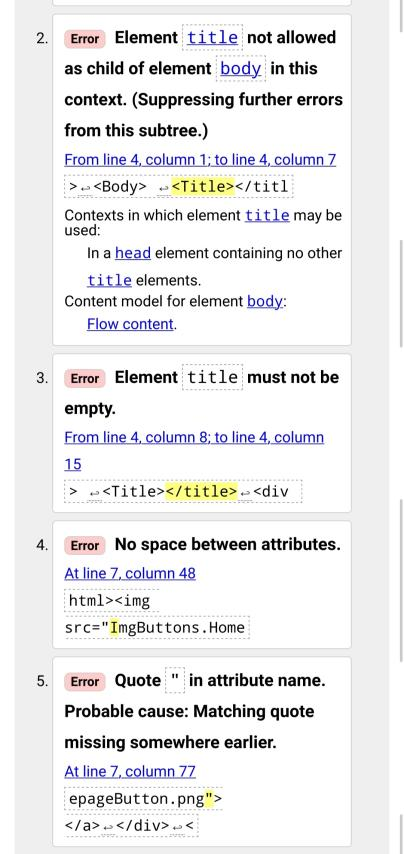 2. Error Element title not allowed
as child of element body in this
context. (Suppressing further errors
from this subtree.)
From line 4, column 1; to line 4, column 7
>↩<Body> ↩<Title></titl
Contexts in which element title may be
used:
In a head element containing no other
title elements.
Content model for element body:
Flow content.
3. Error Element title must not be
empty.
From line 4, column 8; to line 4, column
15
> ↩<Title></title>↩<div
4. Error No space between attributes.
At line 7, column 48
html><img
src="ImgButtons.Home
5. Error Quote " in attribute name.
Probable cause: Matching quote
missing somewhere earlier.
At line 7, column 77
epageButton.png">
</a>↩</div>↩<